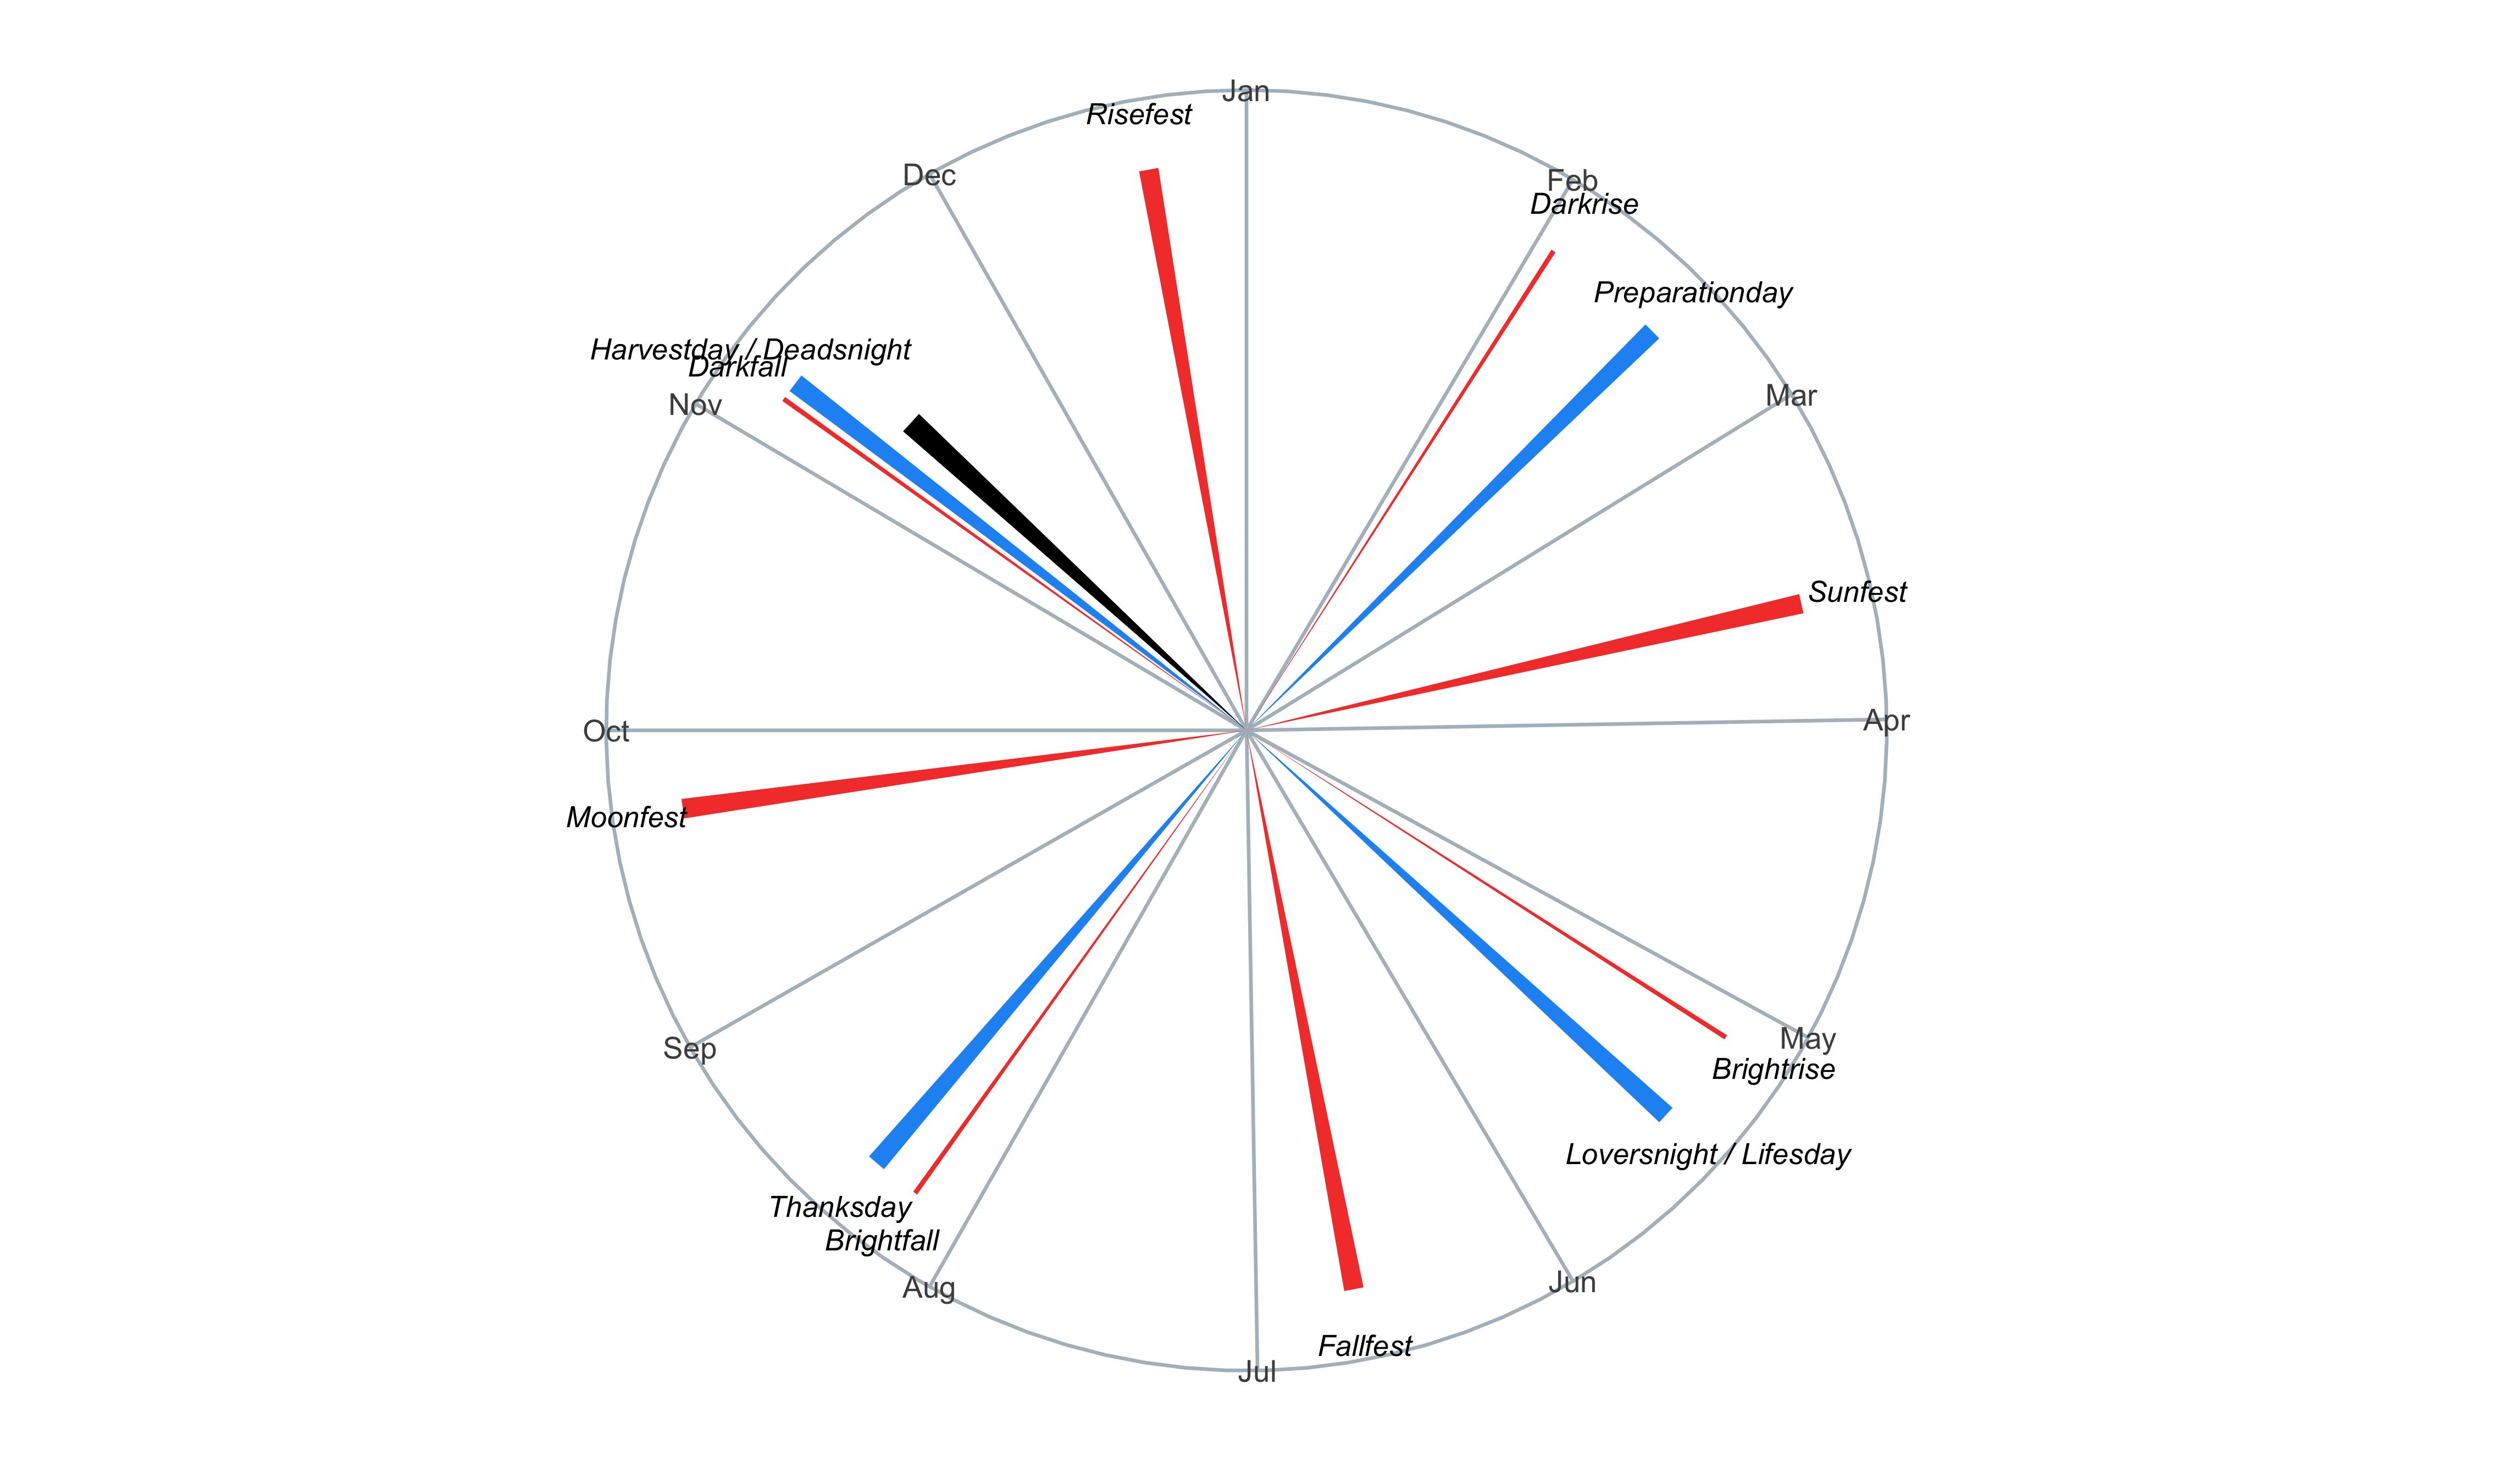 Jan
Risefest
Dec
Feb
Darkrise
Preparationday
Harvestday / Deadsnight
Darkfall
Mar
Nov
Sunfest
Apr
Oct
Moonfest
May
Sep
Brightrise
Loversnight / Lifesday
Thanksday
Brightfall
Jun
Aug
Fallfest
Jul